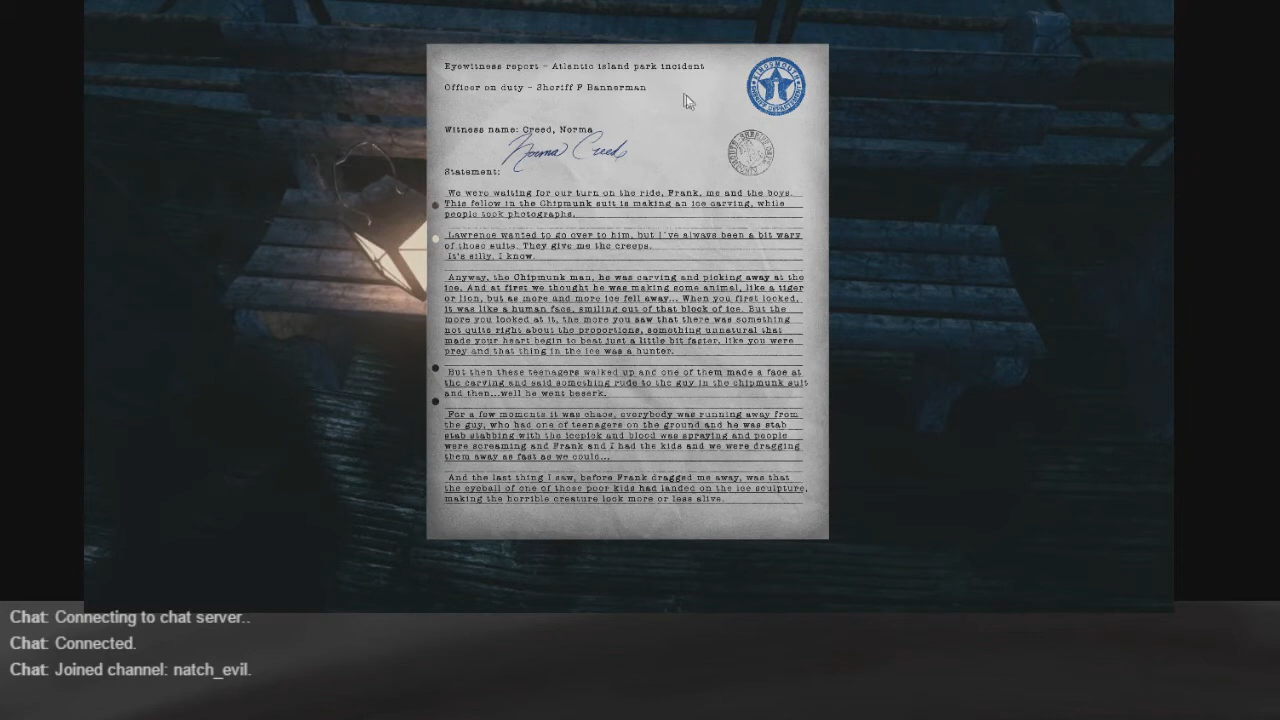 Eyewitness report - Atlantic island park incident
Officer on duty - Sheriff F Bannerman
Witness name: Creed, Norma
Norma Creed
Statement:
We were waiting for our turn on the ride, Frank, me and the boys.
This fellow in the Chipmunk suit is making an ice carving, while
people took photographs.
Lawrence wanted to go over to him, but I've always been a bit wary
of those suits. They give me the creeps.
It's silly, I know.
Anyway, the Chipmunk man, he was carving and picking away at the
ice. And at first we thought he was making some animal, like a tiger
or lion, but as more and more ice fell away... When you first looked,
it was like a human face, smiling out of that block of ice. But the
more you looked at it, the more you saw that there was something
not quite right about the proportions, something unnatural that
made your heart begin to beat just a little bit faster, like you were
prey and that thing in the ice was a hunter.
But then these teenagers walked up and one of them made a face at
the carving and said something rude to the guy in the chipmunk suit
and then...well he went beserk.
For a few moments it was chaos, everybody was running away from
the guy, who had one of teenagers on the ground and he was stab
stab stabbing with the icepick and blood was spraying and people
were screaming and Frank and I had the kids and we were dragging
them away as fast as we could...
And the last thing I saw, before Frank dragged me away, was that
the eyeball of one of those poor kids had landed on the ice sculpture,
making the horrible creature look more or less alive.
Chat: Connecting to chat server..
Chat: Connected.
Chat: Joined channel: natch_evil.